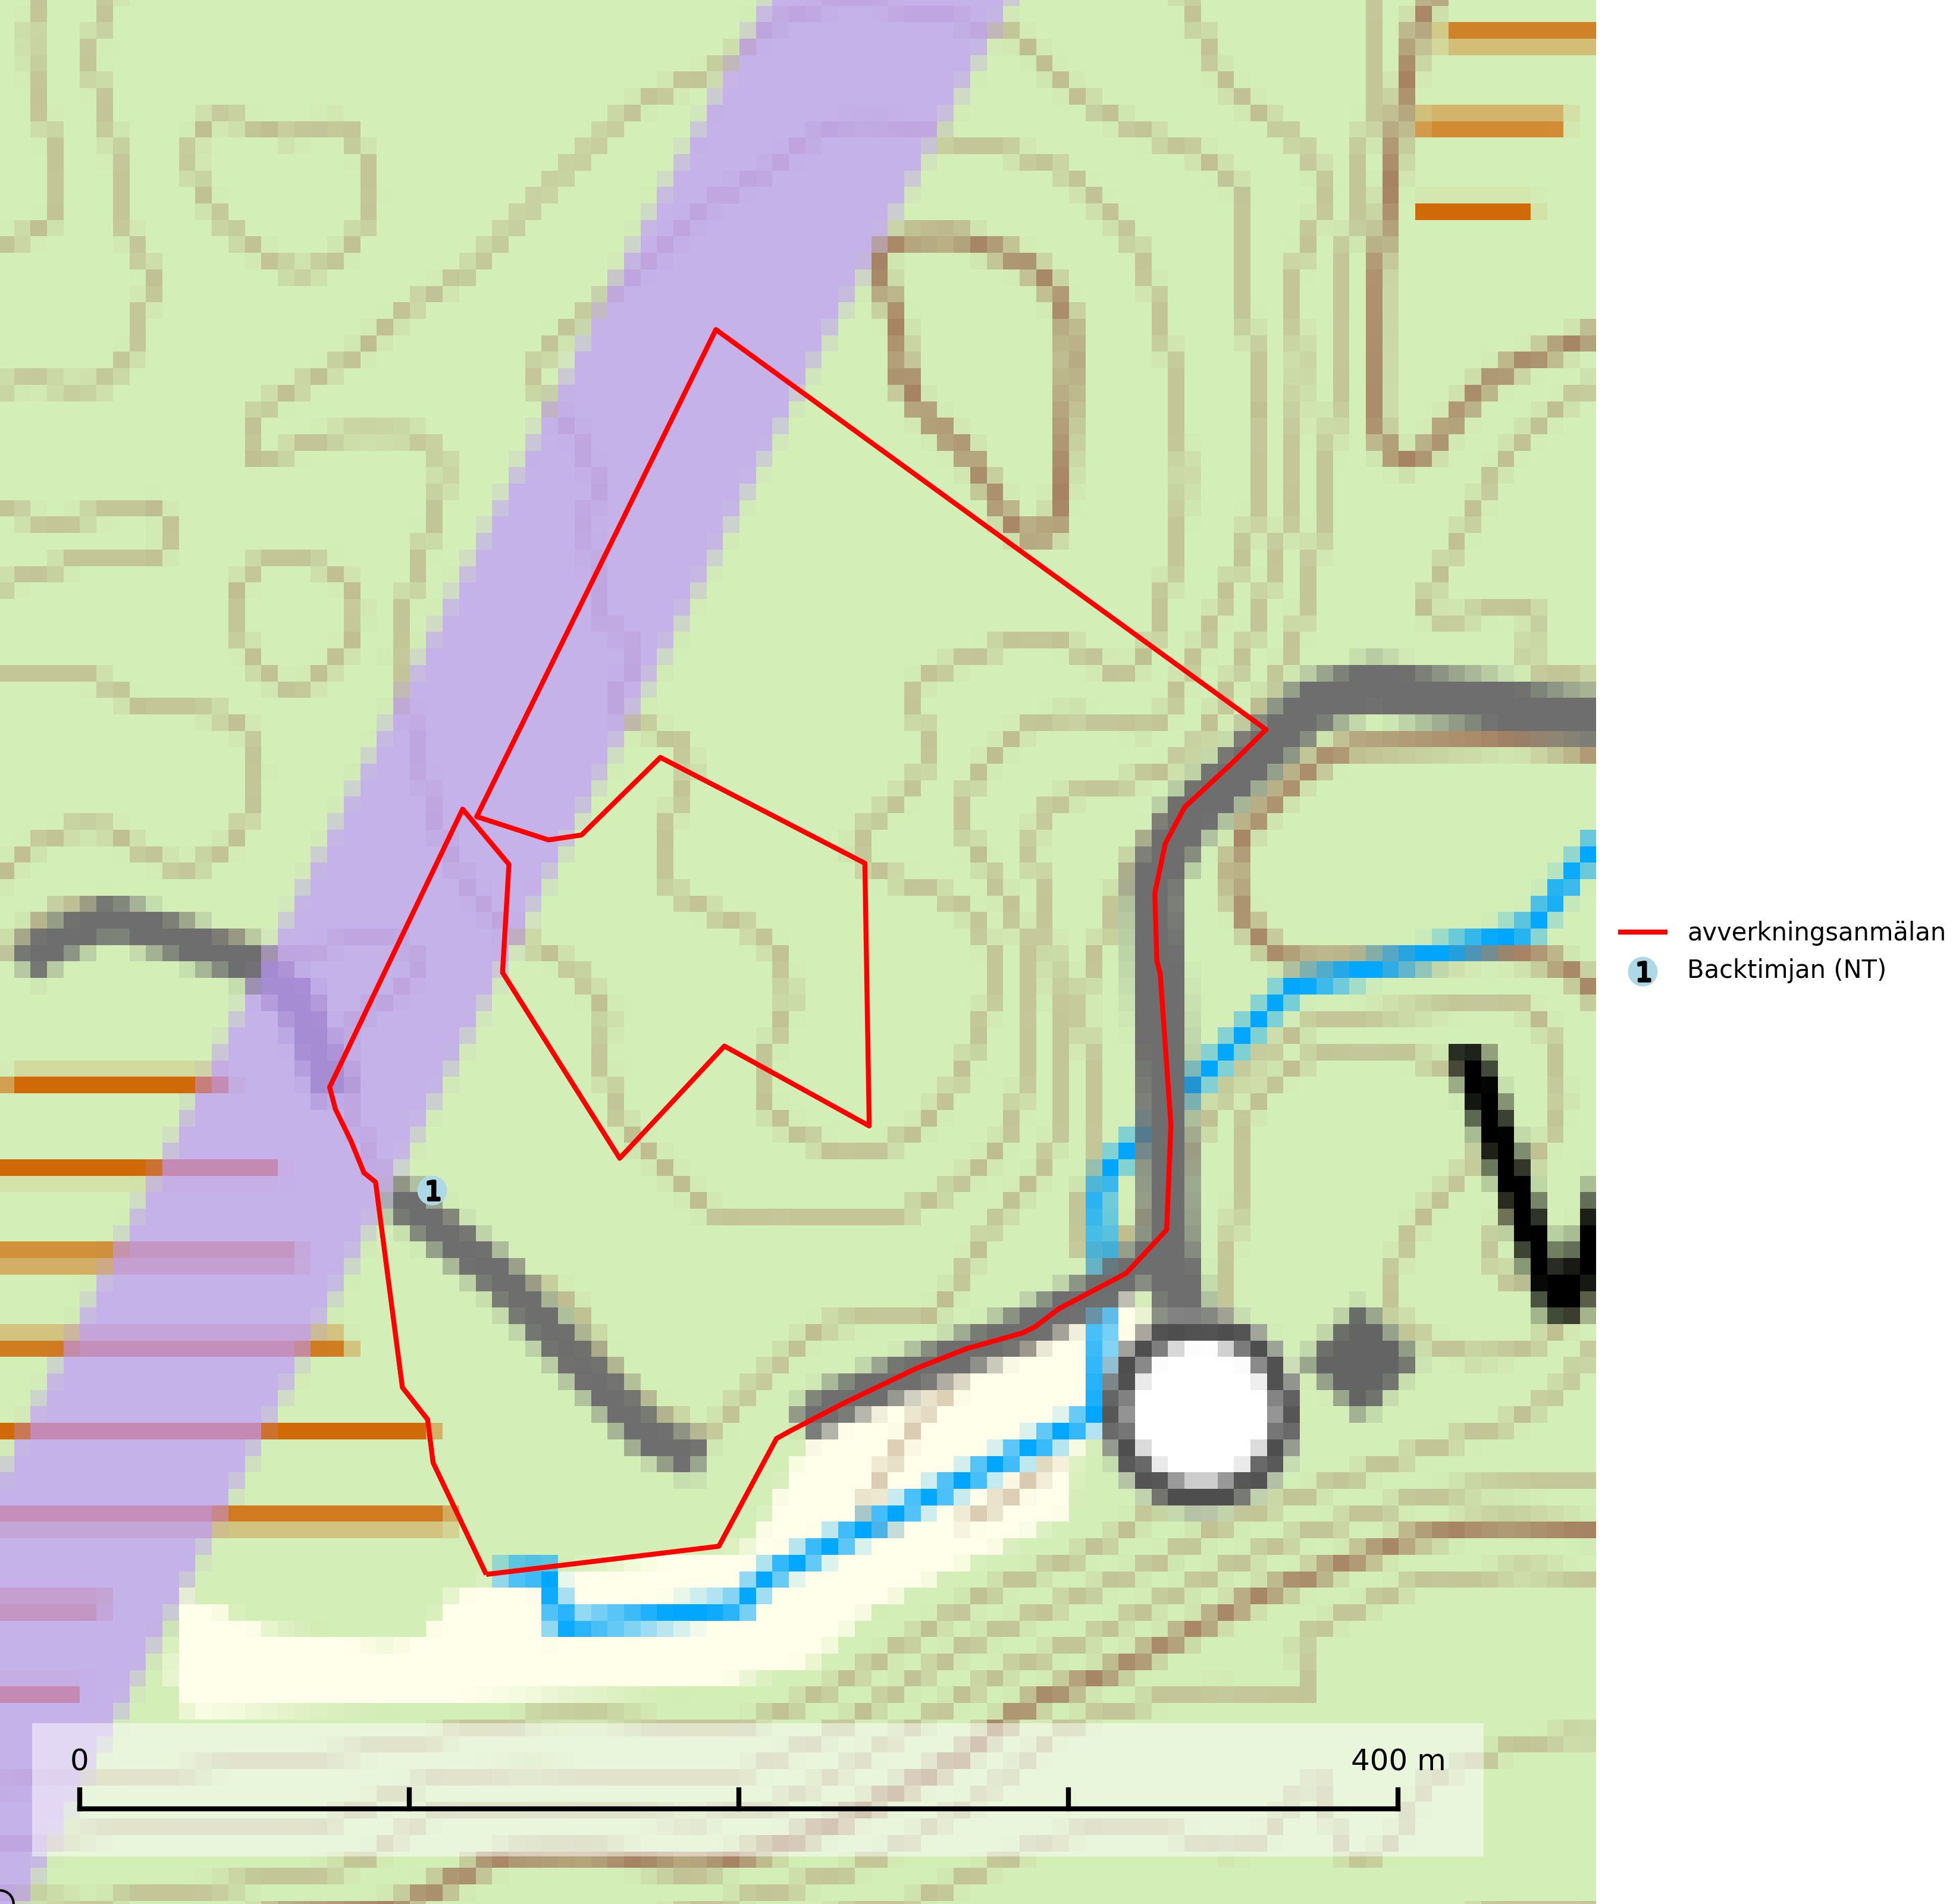 avverkningsanmälan
1 Backtimjan (NT)
1
0 400 m